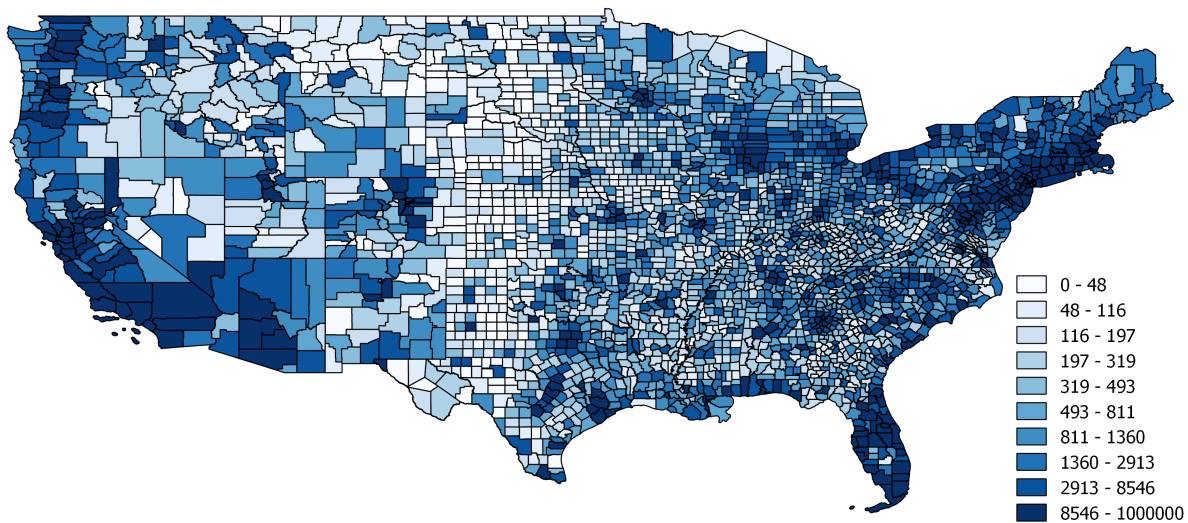 0 - 48
48 - 116
116 - 197
197 - 319
319 - 493
493 - 811
811 - 1360
1360 - 2913
2913 - 8546
8546 - 1000000